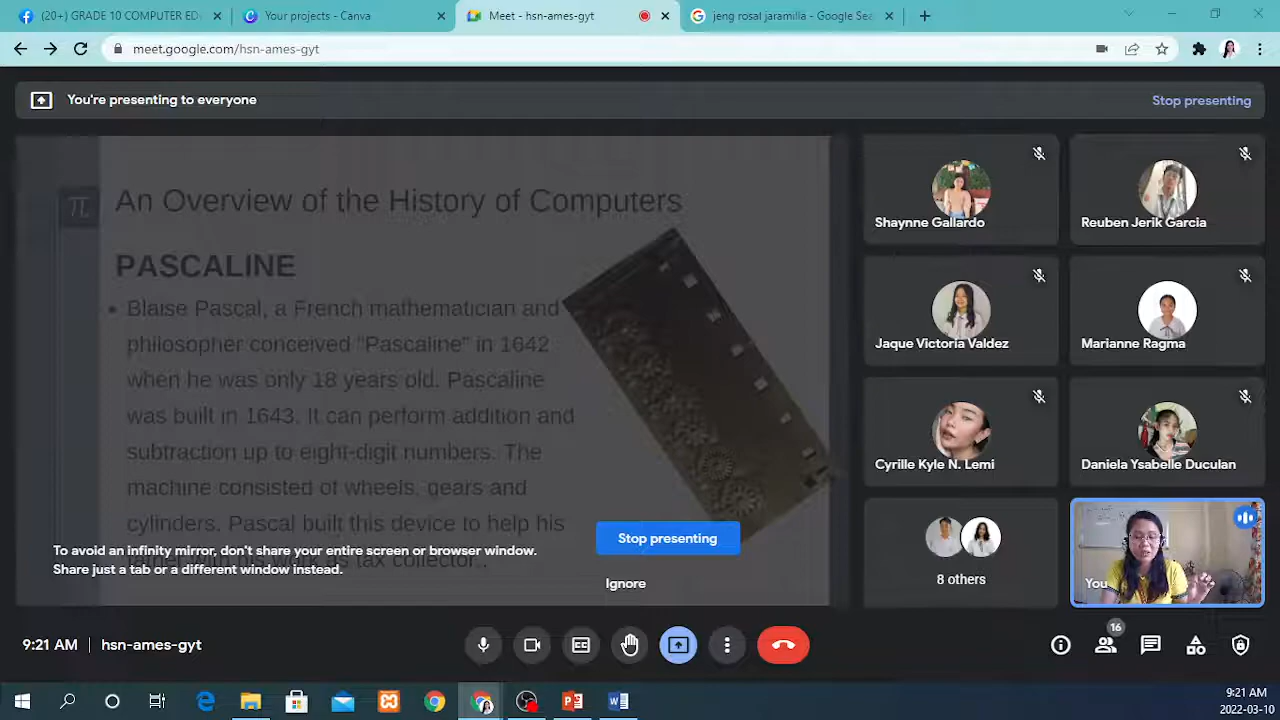 (20+) GRADE 10 COMPUTER ED
Your projects - Canva
Meet - hsn-ames-gyt
jeng rosal jaramilla - Google Sea
meet.google.com/hsn-ames-gyt
You're presenting to everyone
Stop presenting
π
An Overview of the History of Computers
PASCALINE
• Blaise Pascal, a French mathematician and
philosopher conceived "Pascaline" in 1642
when he was only 18 years old. Pascaline
was built in 1643. It can perform addition and
subtraction up to eight-digit numbers. The
machine consisted of wheels, gears and
cylinders. Pascal built this device to help his
father with his work as tax collector.
To avoid an infinity mirror, don't share your entire screen or browser window.
Share just a tab or a different window instead.
Stop presenting
Ignore
Shaynne Gallardo
Reuben Jerik Garcia
Jaque Victoria Valdez
Marianne Ragma
Cyrille Kyle N. Lemi
Daniela Ysabelle Duculan
8 others
You
9:21 AM | hsn-ames-gyt
16
9:21 AM
2022-03-10